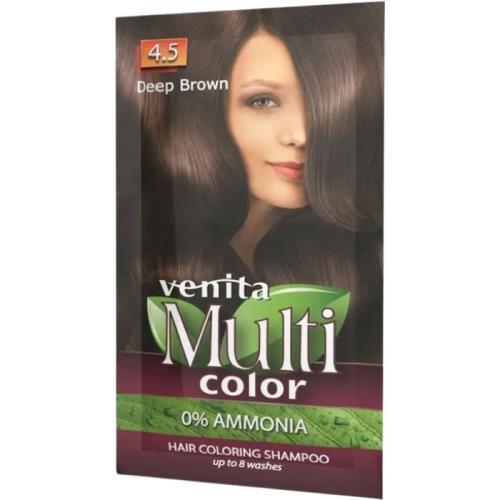 4.5
Deep Brown
venita
Multi
color
0% AMMONIA
HAIR COLORING SHAMPOO
up to 8 washes